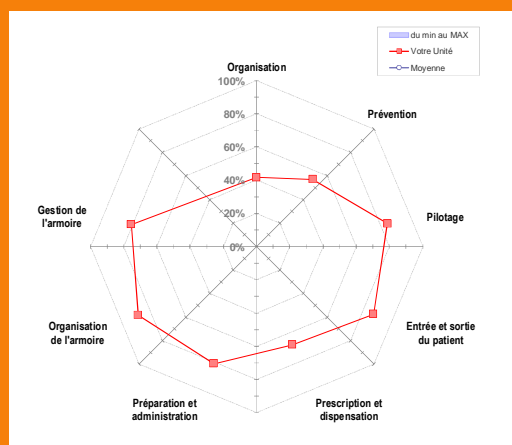 du min au MAX
Votre Unité
Moyenne
Organisation
100%
80%
60%
40%
20%
0%
Prévention
Pilotage
Entrée et sortie
du patient
Prescription et
dispensation
Préparation et
administration
Organisation
de l'armoire
Gestion de
l'armoire